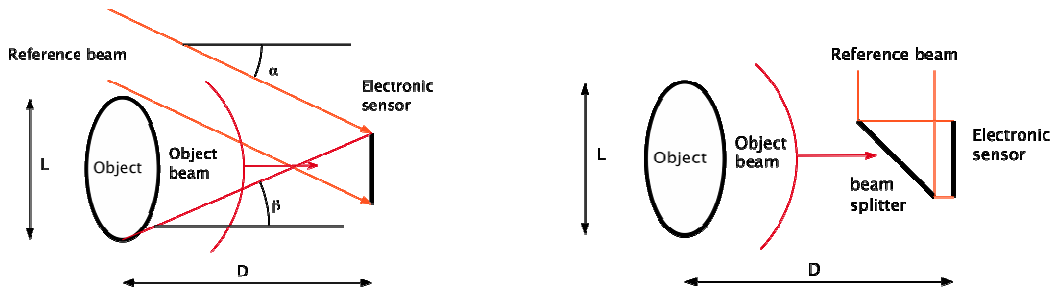 Reference beam
α
Electronic
sensor
L
Object
Object
beam
β
D
Reference beam
L
Object
Object
beam
Electronic
sensor
beam
splitter
D